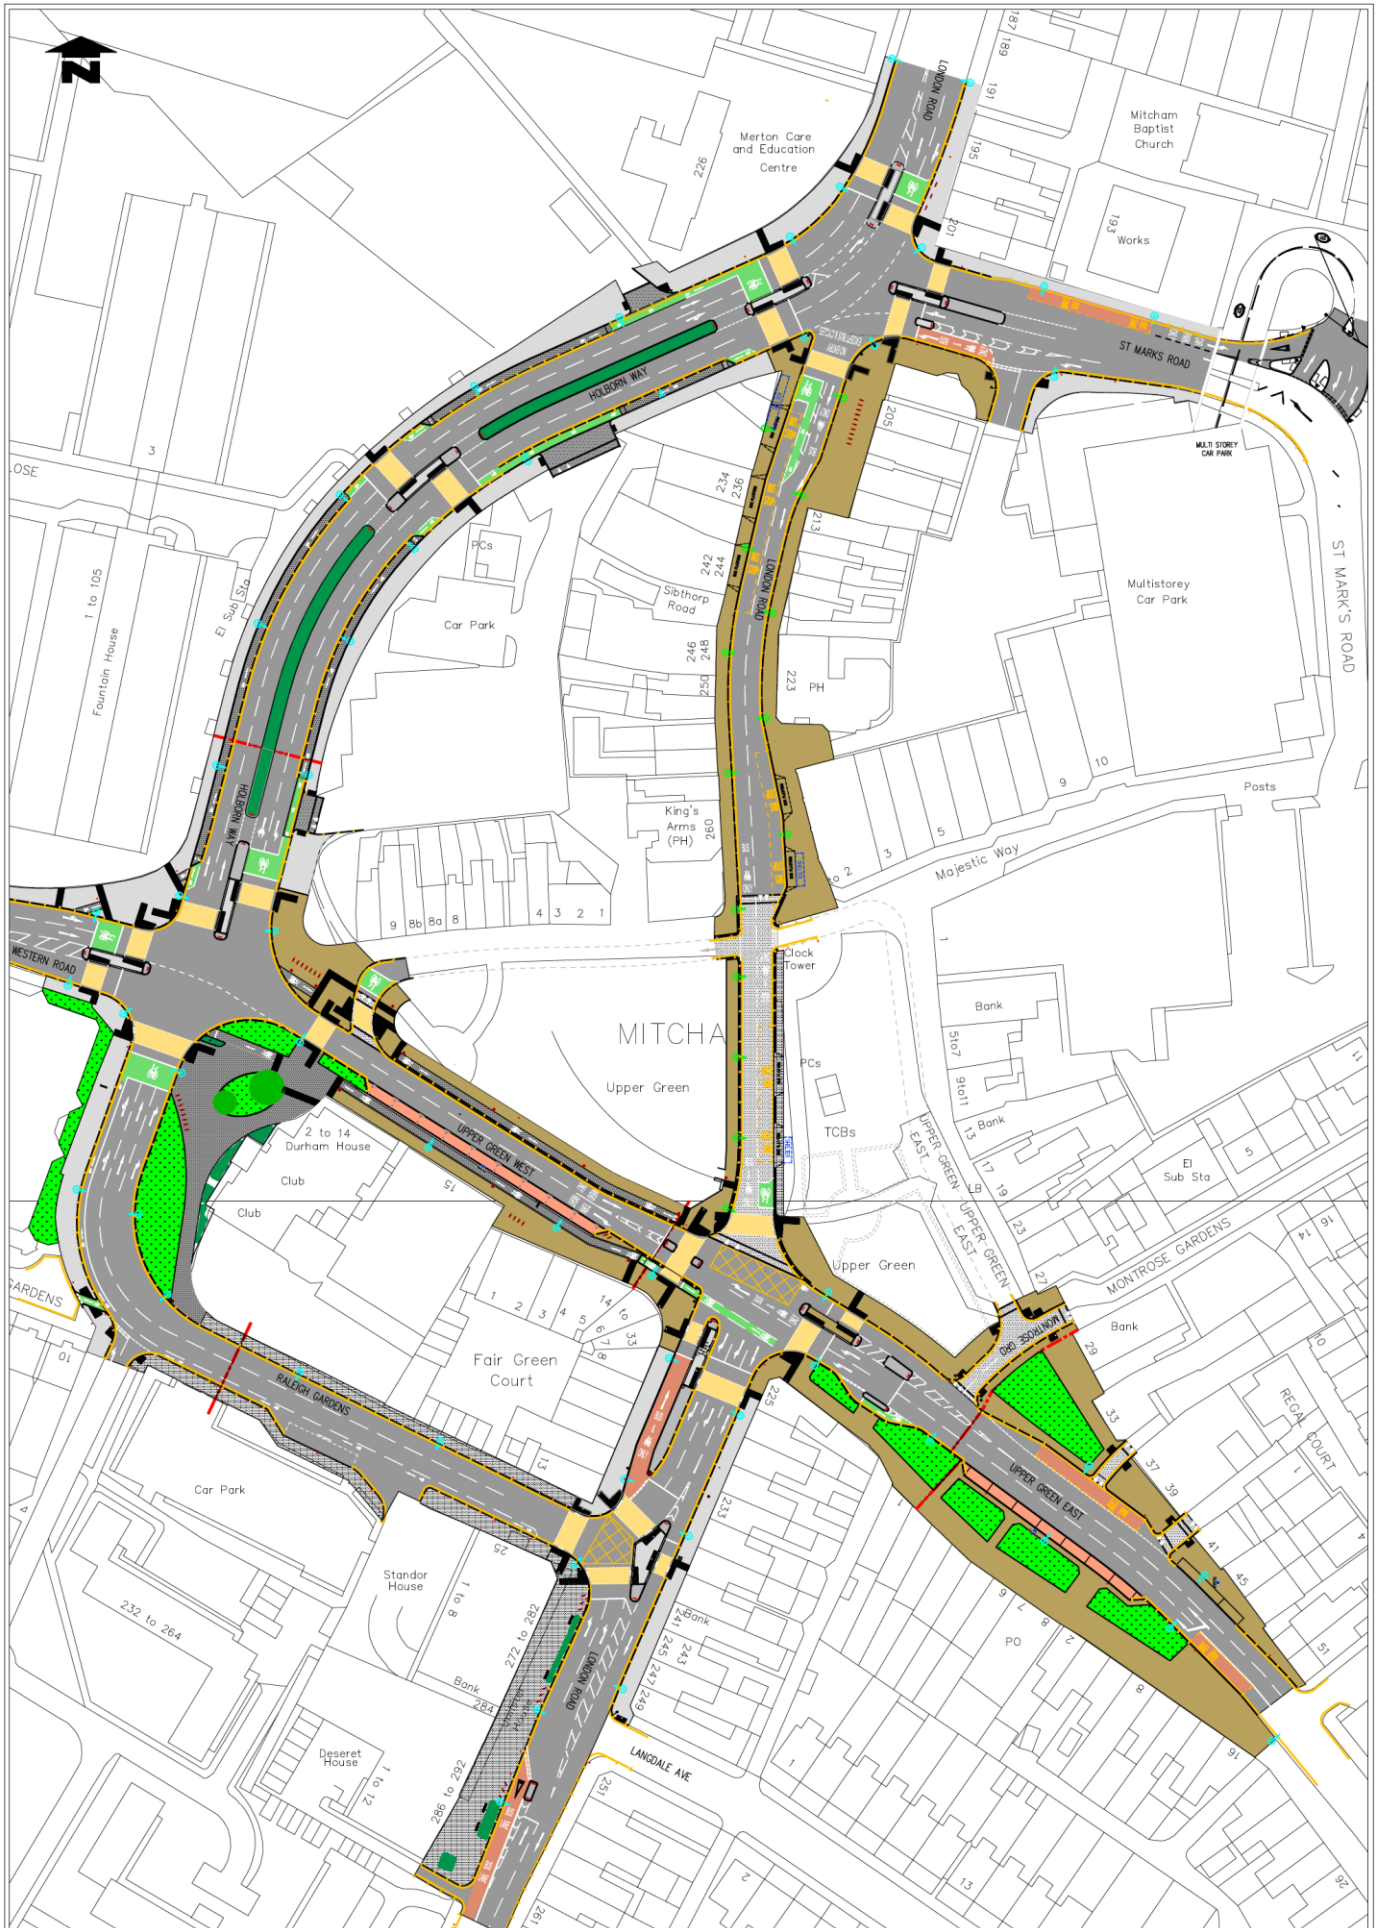 N
LONDON ROAD
187
189
191
195
201
Mitcham
Baptist
Church
Merton Care
and Education
Centre
226
193
Works
ST MARKS ROAD
HOLBORN WAY
MULTI STOREY
CAR PARK
205
3
LOSE
234
236
213
PCs
242
244
LONDON ROAD
Sibthorp
Road
Car Park
El Sub Sta
1 to 105
Fountain House
Multistorey
Car Park
ST MARK'S ROAD
246
248
250
223
PH
10
9
Posts
HOLBORN WAY
King's
Arms
(PH)
260
5
3
to 2
Majestic Way
9
8b
8a
8
4
3
2
1
WESTERN ROAD
Clock
Tower
1
Bank
MITCHA
Upper Green
PCs
5to7
9to11
Bank
13
11
TCBs
UPPER GREEN
EAST
2 to 14
Durham House
UPPER GREEN WEST
Club
Club
15
17
19
LB
23
El
Sub Sta
5
UPPER GREEN
EAST
27
MONTROSE GARDENS
16
14
Upper Green
GARDENS
1
2
3
4
5
6
7
8
14 to 33
MONTROSE GRD
Bank
29
10
10
RALEIGH GARDENS
Fair Green
Court
225
33
REGAL COURT
37
39
13
Car Park
233
1
UPPER GREEN EAST
1
4
4
25
41
45
Standor
House
1 to 8
232 to 264
272 to 282
Bank
241
243
245
247
249
6
7
8
2
PO
51
Bank
284
LONDON ROAD
8
16
Deseret
House
1 to 12
286 to 292
LANGDALE AVE
251
1
2
13
26
261